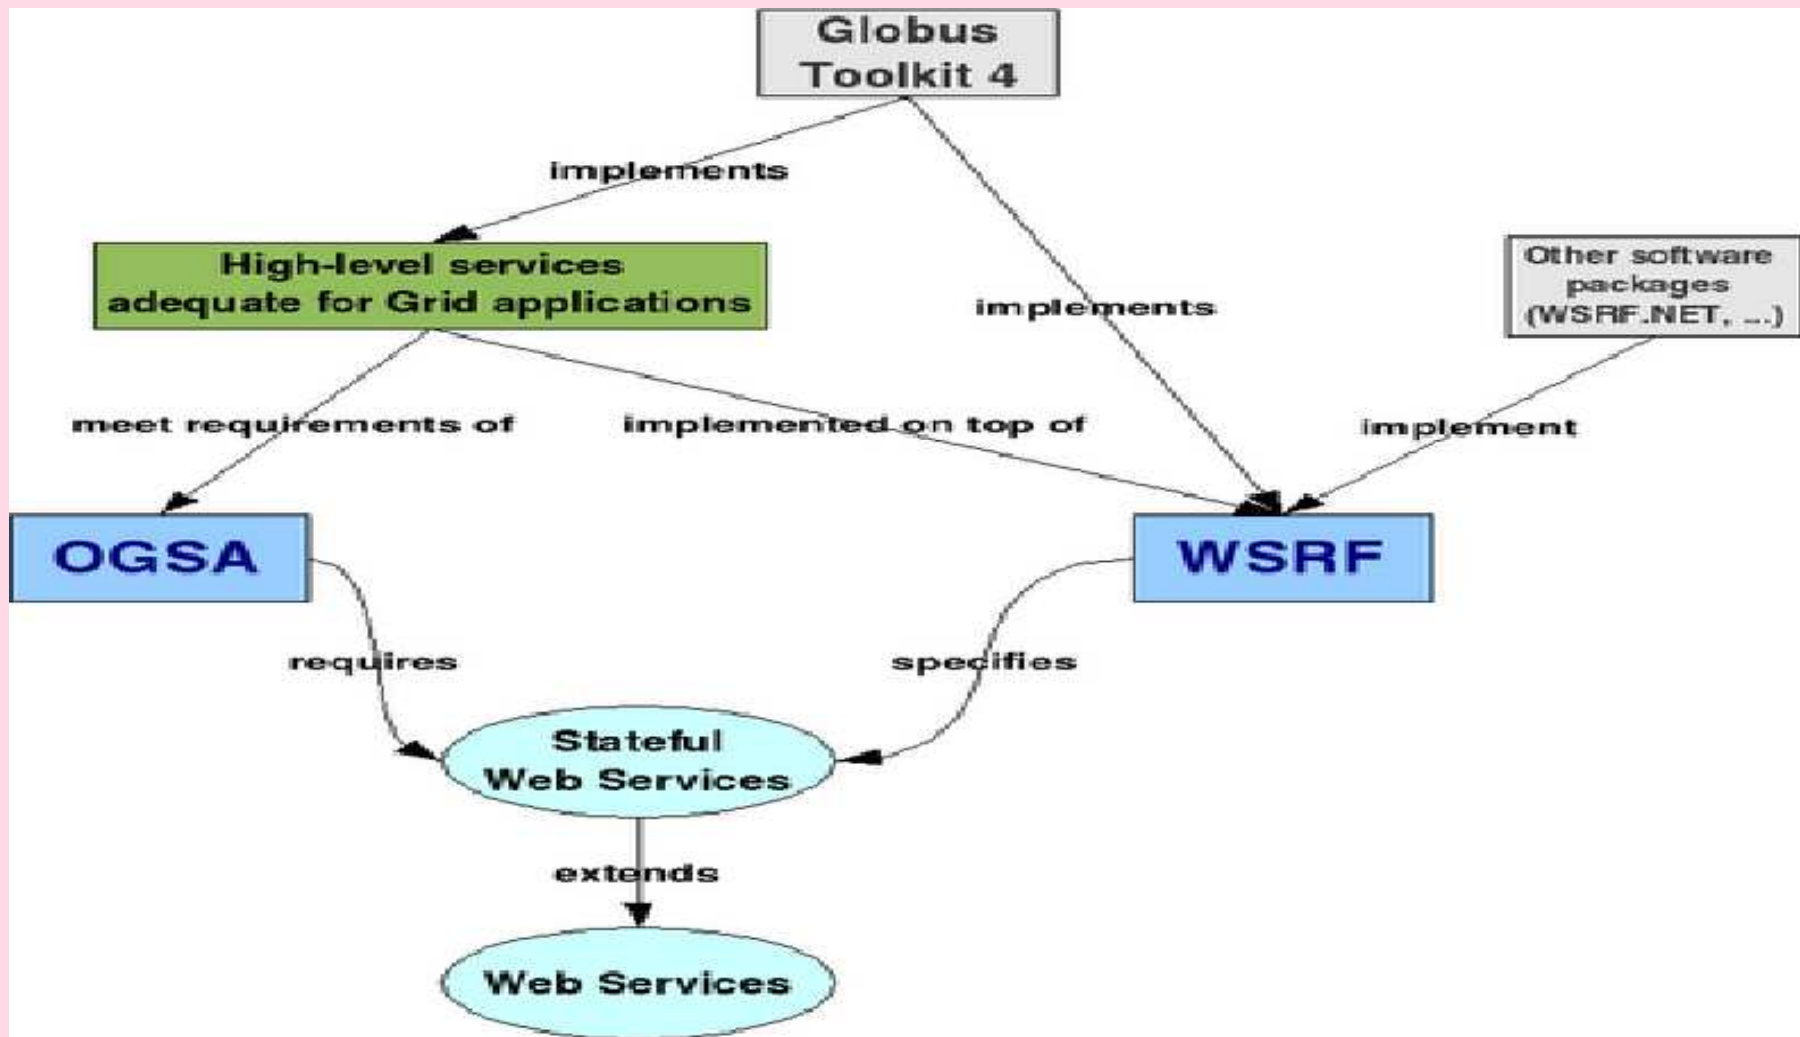 Globus
Toolkit 4
implements
High-level services
adequate for Grid applications
implements
Other software
packages
(WSRF.NET, ...)
meet requirements of
implemented on top of
implement
OGSA
WSRF
requires
specifies
Stateful
Web Services
extends
Web Services